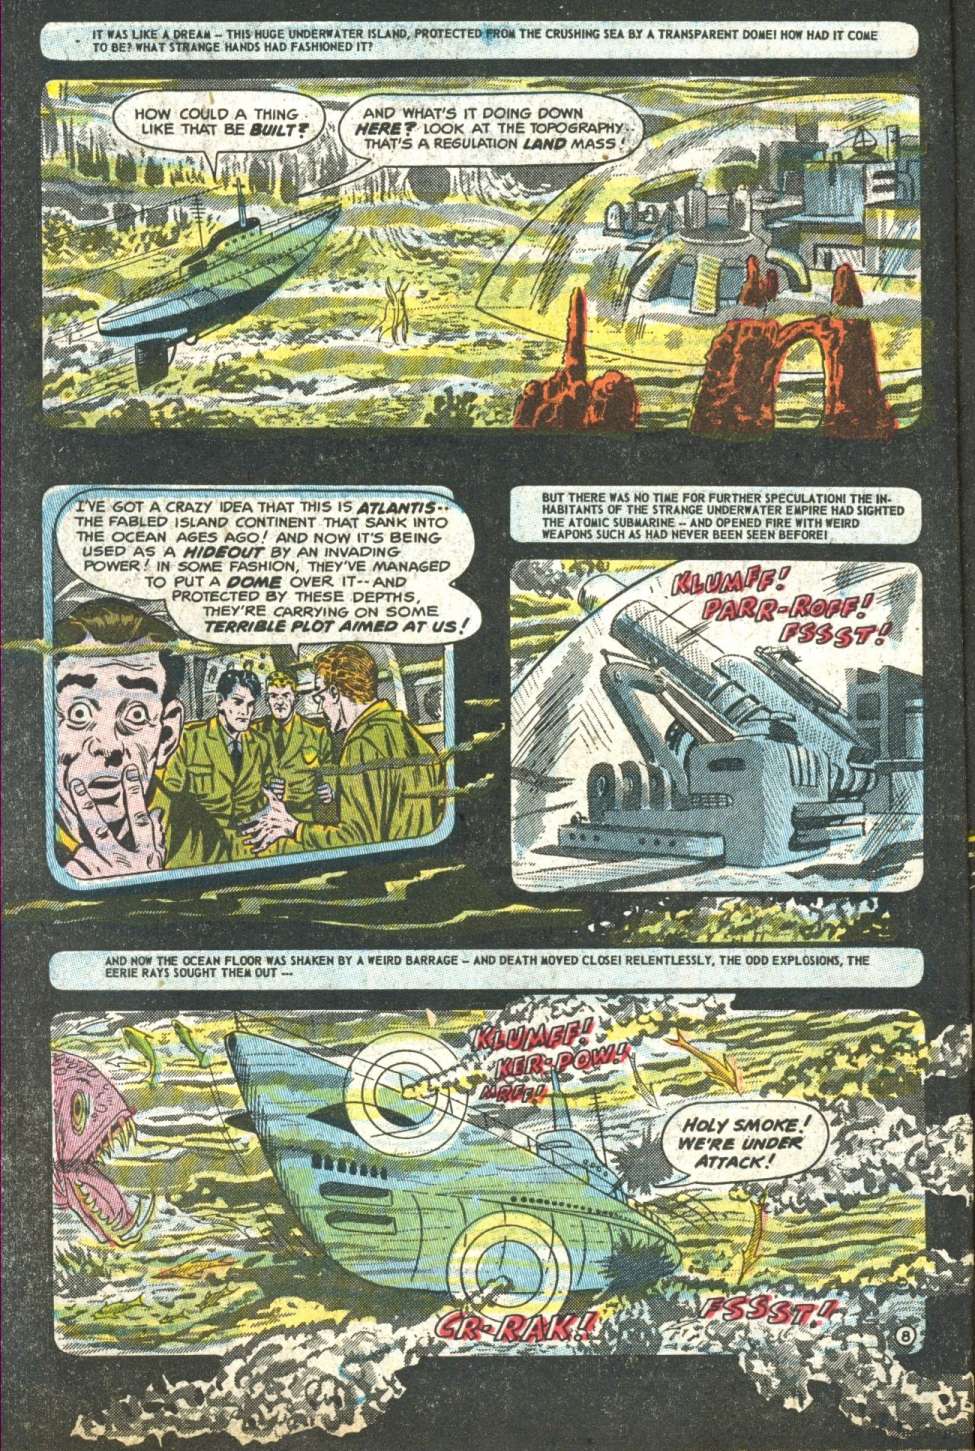 IT WAS LIKE A DREAM – THIS HUGE UNDERWATER ISLAND, PROTECTED FROM THE CRUSHING SEA BY A TRANSPARENT DOME! HOW HAD IT COME
TO BE? WHAT STRANGE HANDS HAD FASHIONED IT?
HOW COULD A THING
LIKE THAT BE BUILT?
AND WHAT'S IT DOING DOWN
HERE? LOOK AT THE TOPOGRAPHY--
THAT'S A REGULATION LAND MASS!
I'VE GOT A CRAZY IDEA THAT THIS IS ATLANTIS--
THE FABLED ISLAND CONTINENT THAT SANK INTO
THE OCEAN AGES AGO! AND NOW IT'S BEING
USED AS A HIDEOUT BY AN INVADING
POWER! IN SOME FASHION, THEY'VE MANAGED
TO PUT A DOME OVER IT--AND
PROTECTED BY THESE DEPTHS,
THEY'RE CARRYING ON SOME
TERRIBLE PLOT AIMED AT US!
BUT THERE WAS NO TIME FOR FURTHER SPECULATION! THE IN-
HABITANTS OF THE STRANGE UNDERWATER EMPIRE HAD SIGHTED
THE ATOMIC SUBMARINE – AND OPENED FIRE WITH WEIRD
WEAPONS SUCH AS HAD NEVER BEEN SEEN BEFORE!
KLUMFF!
PARR-ROFF!
FSSST!
AND NOW THE OCEAN FLOOR WAS SHAKEN BY A WEIRD BARRAGE – AND DEATH MOVED CLOSE! RELENTLESSLY, THE ODD EXPLOSIONS, THE
EERIE RAYS SOUGHT THEM OUT ---
KLUMFF!
KER-POW!
MRFF!
HOLY SMOKE!
WE'RE UNDER
ATTACK!
CR-RAK!
FSSST!
8